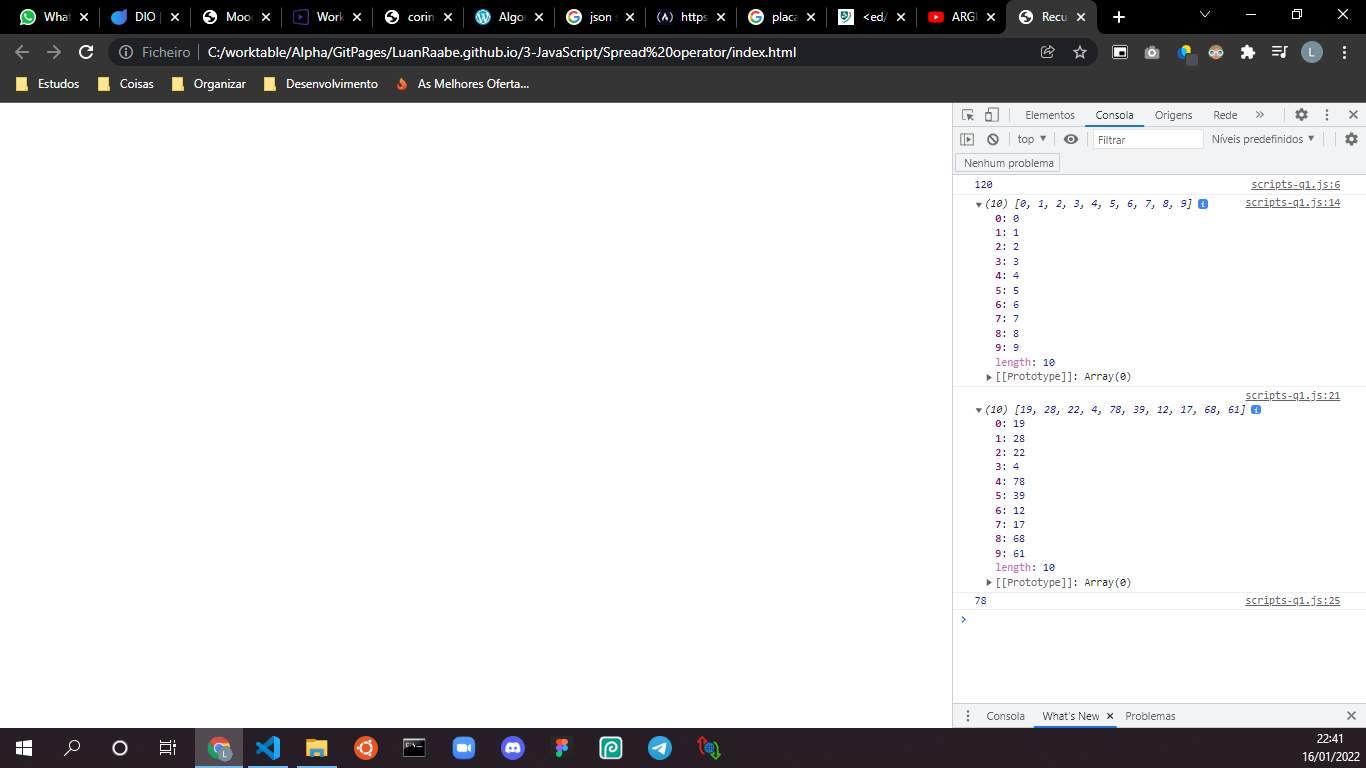 What
DIO |
Mood
Work
corin
Algo
json s
https
placa
<ed/
ARGU
Recu
Ficheiro C:/worktable/Alpha/GitPages/LuanRaabe.github.io/3-JavaScript/Spread%20operator/index.html
L
Estudos Coisas Organizar Desenvolvimento As Melhores Oferta...
Elementos Consola Origens Rede »
top Filtrar Níveis predefinidos
Nenhum problema
120 scripts-q1.js:6
(10) [0, 1, 2, 3, 4, 5, 6, 7, 8, 9] scripts-q1.js:14
0: 0
1: 1
2: 2
3: 3
4: 4
5: 5
6: 6
7: 7
8: 8
9: 9
length: 10
[[Prototype]]: Array(0)
scripts-q1.js:21
(10) [19, 28, 22, 4, 78, 39, 12, 17, 68, 61]
0: 19
1: 28
2: 22
3: 4
4: 78
5: 39
6: 12
7: 17
8: 68
9: 61
length: 10
[[Prototype]]: Array(0)
78 scripts-q1.js:25
Consola What's New Problemas
22:41
16/01/2022